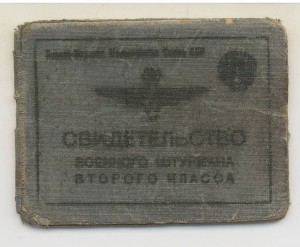 СВИДЕТЕЛЬСТВО
ВОЕННОГО ШТУРМАНА
ВТОРОГО КЛАССА